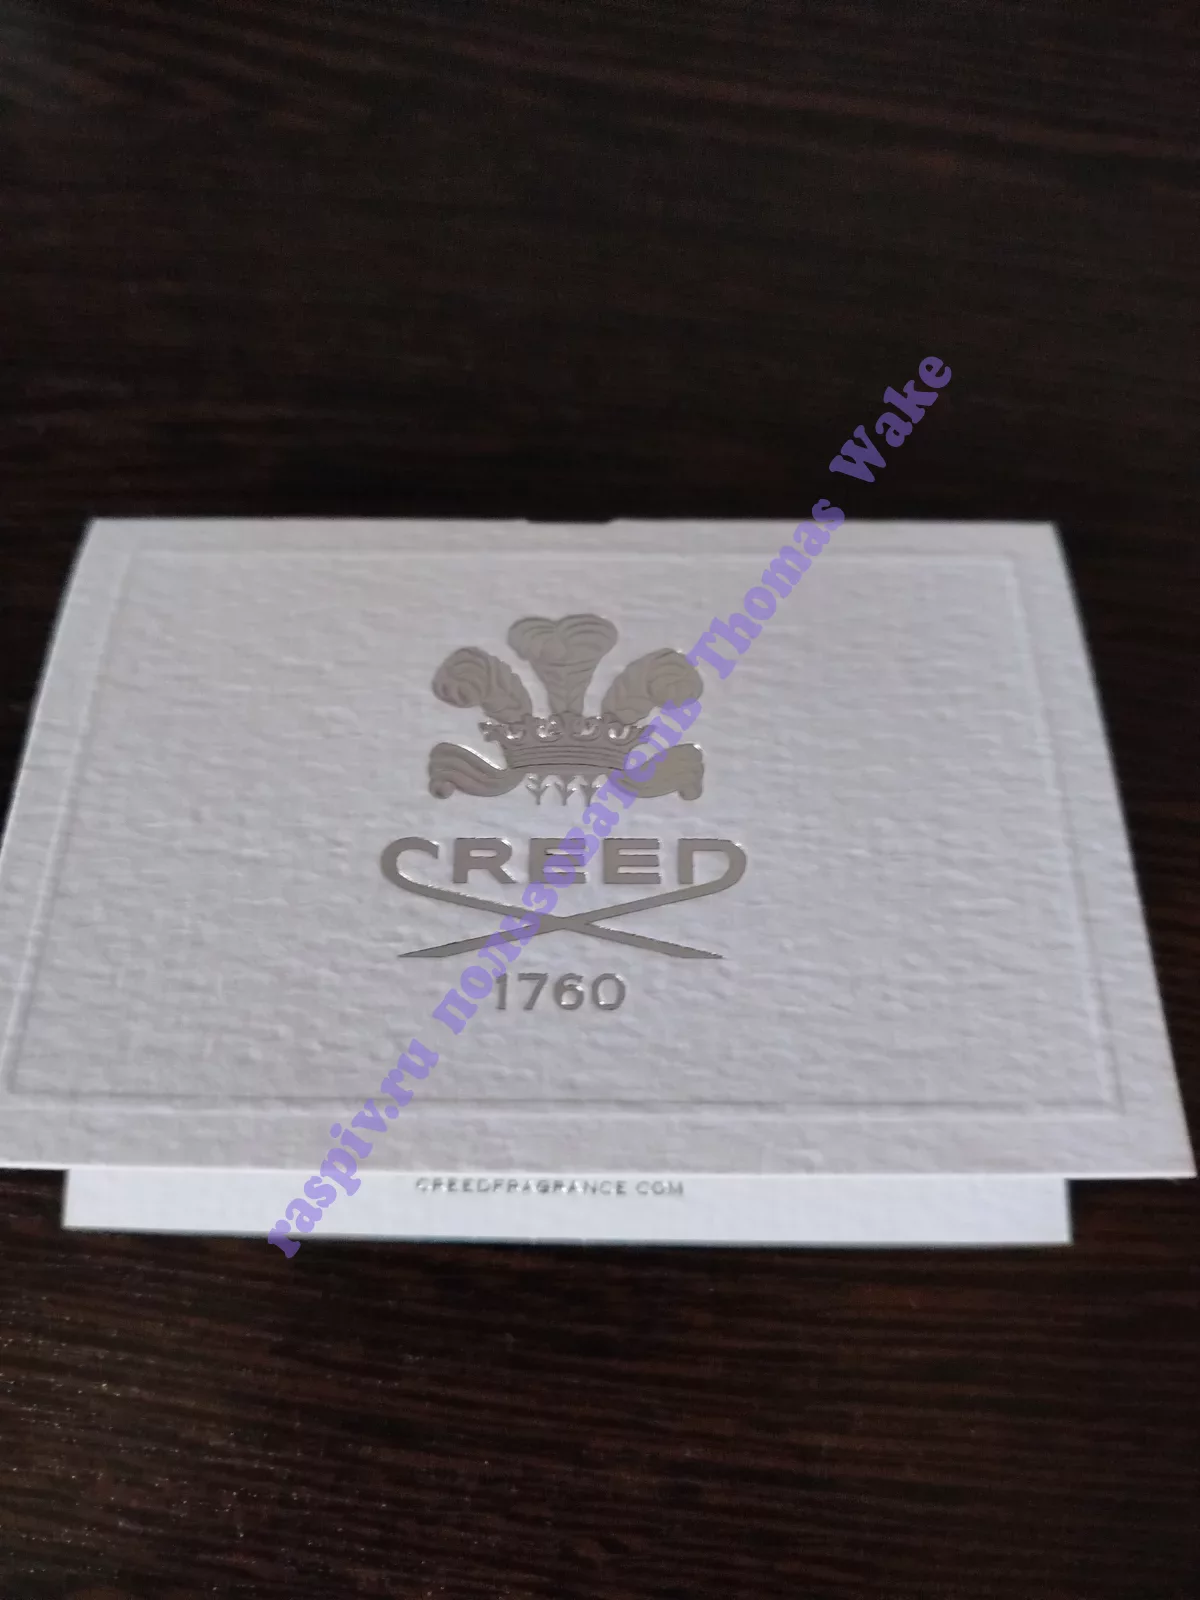 CREED
1760
CREEDFRAGRANCE.COM
raspiv.ru пользователь Thomas Wake